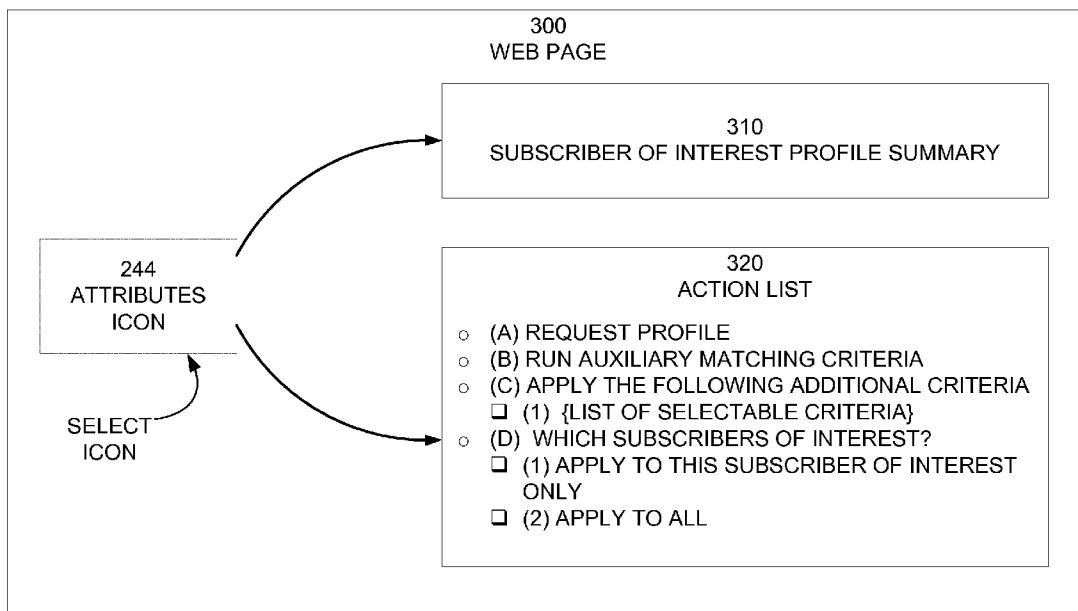 300
WEB PAGE
310
SUBSCRIBER OF INTEREST PROFILE SUMMARY
244
ATTRIBUTES
ICON
SELECT
ICON
320
ACTION LIST
(A) REQUEST PROFILE
(B) RUN AUXILIARY MATCHING CRITERIA
(C) APPLY THE FOLLOWING ADDITIONAL CRITERIA
(1) {LIST OF SELECTABLE CRITERIA}
(D) WHICH SUBSCRIBERS OF INTEREST?
(1) APPLY TO THIS SUBSCRIBER OF INTEREST
ONLY
(2) APPLY TO ALL